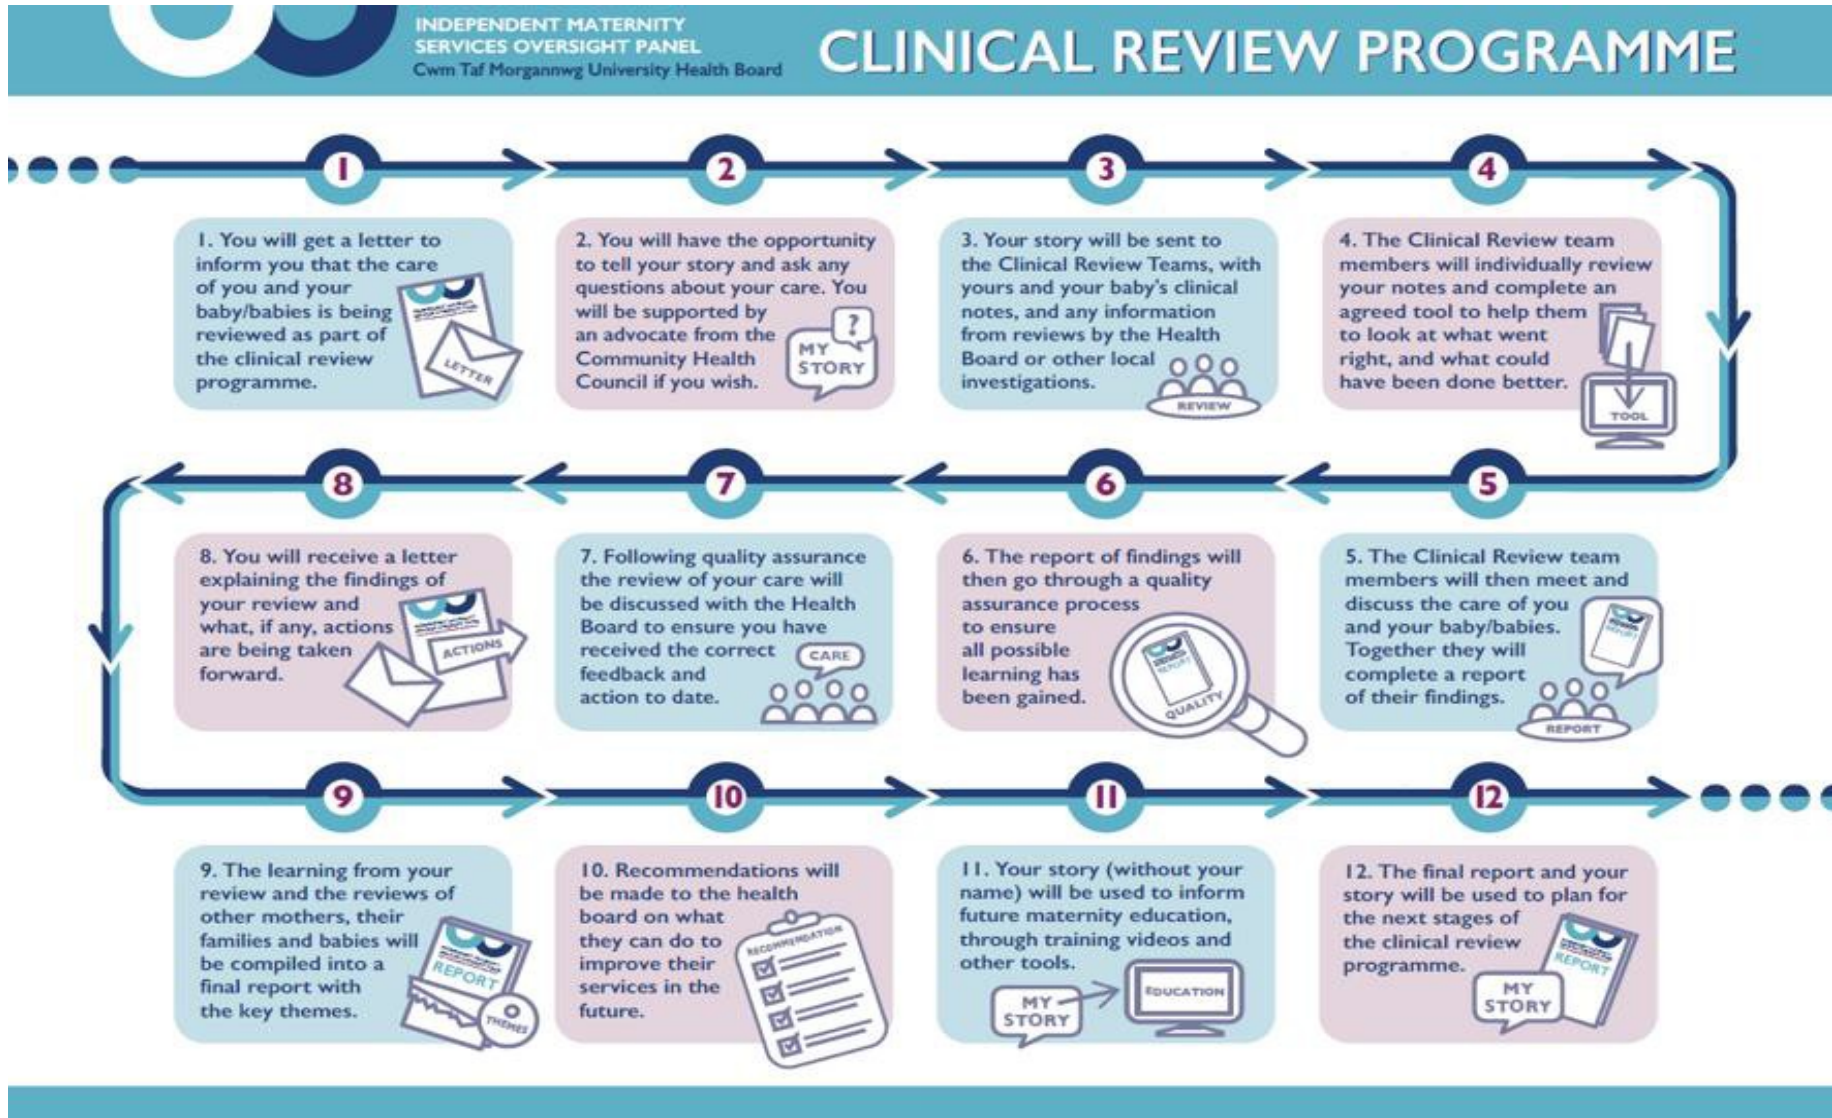 INDEPENDENT MATERNITY
SERVICES OVERSIGHT PANEL
Cwm Taf Morgannwg University Health Board
CLINICAL REVIEW PROGRAMME
1
2
3
4
1. You will get a letter to
inform you that the care
of you and your
baby/babies is being
reviewed as part of
the clinical review
programme.
LETTER
2. You will have the opportunity
to tell your story and ask any
questions about your care. You
will be supported by
an advocate from the
Community Health
Council if you wish.
?
MY
STORY
3. Your story will be sent to
the Clinical Review Teams, with
yours and your baby's clinical
notes, and any information
from reviews by the Health
Board or other local
investigations.
REVIEW
4. The Clinical Review team
members will individually review
your notes and complete an
agreed tool to help them
to look at what went
right, and what could
have been done better.
TOOL
8
7
6
5
8. You will receive a letter
explaining the findings of
your review and
what, if any, actions
are being taken
forward.
ACTIONS
7. Following quality assurance
the review of your care will
be discussed with the Health
Board to ensure you have
received the correct
feedback and
action to date.
CARE
6. The report of findings will
then go through a quality
assurance process
to ensure
all possible
learning has
been gained.
REPORT
QUALITY
5. The Clinical Review team
members will then meet and
discuss the care of you
and your baby/babies.
Together they will
complete a report
of their findings.
REPORT
REPORT
9
10
11
12
9. The learning from your
review and the reviews of
other mothers, their
families and babies will
be compiled into a
final report with
the key themes.
REPORT
THEMES
10. Recommendations will
be made to the health
board on what
they can do to
improve their
services in the
future.
RECOMMENDATION
11. Your story (without your
name) will be used to inform
future maternity education,
through training videos and
other tools.
MY
STORY
EDUCATION
12. The final report and your
story will be used to plan for
the next stages of
the clinical review
programme.
REPORT
MY
STORY